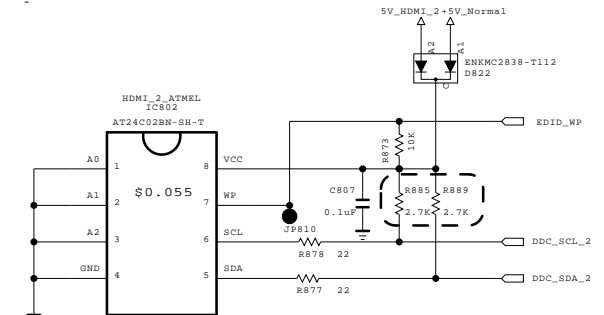 5V_HDMI_2 +5V_Normal
A2
A1
ENKMC2838-T112
D822
C
HDMI_2_ATMEL
IC802
AT24C02BN-SH-T
EDID_WP
R873
10K
A0
1
8
VCC
$0.055
C807
R885
R889
A1
2
7
WP
0.1uF
2.7K
2.7K
JP810
A2
3
6
SCL
DDC_SCL_2
R878 22
GND
4
5
SDA
DDC_SDA_2
R877 22